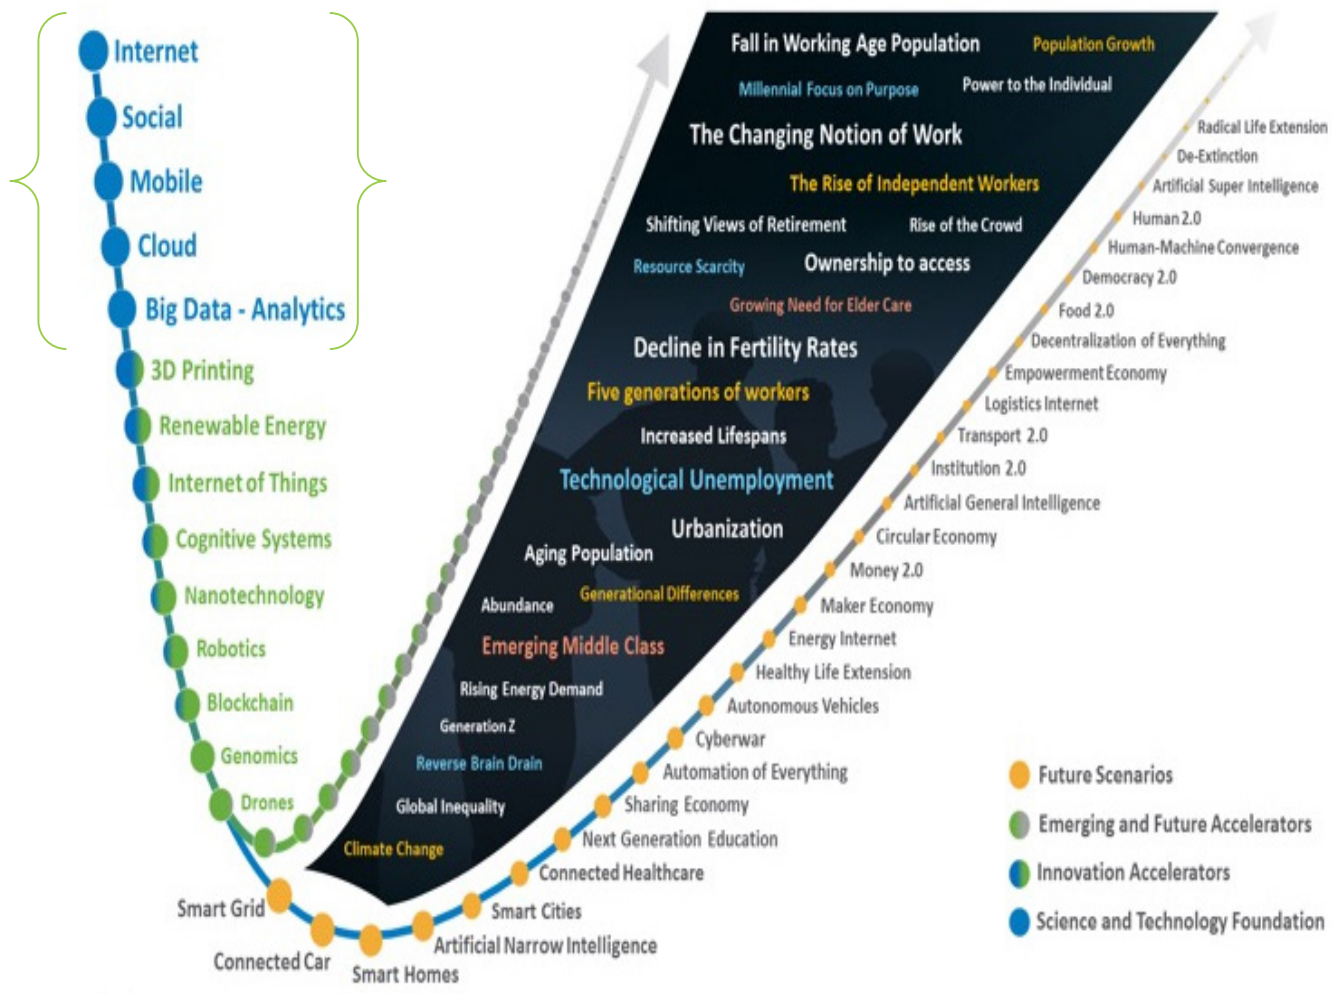 Internet
Social
Mobile
Cloud
Big Data - Analytics
3D Printing
Renewable Energy
Internet of Things
Cognitive Systems
Nanotechnology
Robotics
Blockchain
Genomics
Drones
Fall in Working Age Population
Population Growth
Millennial Focus on Purpose
Power to the Individual
The Changing Notion of Work
The Rise of Independent Workers
Shifting Views of Retirement
Rise of the Crowd
Resource Scarcity
Ownership to access
Growing Need for Elder Care
Decline in Fertility Rates
Five generations of workers
Increased Lifespans
Technological Unemployment
Urbanization
Aging Population
Generational Differences
Abundance
Emerging Middle Class
Rising Energy Demand
Generation Z
Reverse Brain Drain
Global Inequality
Climate Change
Radical Life Extension
De-Extinction
Artificial Super Intelligence
Human 2.0
Human-Machine Convergence
Democracy 2.0
Food 2.0
Decentralization of Everything
Empowerment Economy
Logistics Internet
Transport 2.0
Institution 2.0
Artificial General Intelligence
Circular Economy
Money 2.0
Maker Economy
Energy Internet
Healthy Life Extension
Autonomous Vehicles
Cyberwar
Automation of Everything
Sharing Economy
Next Generation Education
Connected Healthcare
Smart Cities
Artificial Narrow Intelligence
Smart Homes
Connected Car
Smart Grid
Future Scenarios
Emerging and Future Accelerators
Innovation Accelerators
Science and Technology Foundation